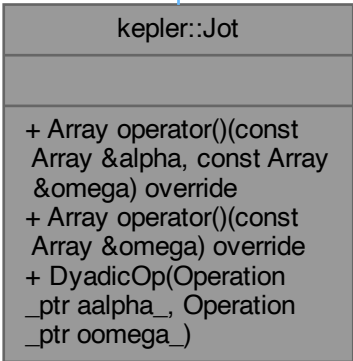 kepler::Jot
+ Array operator()(const
Array &alpha, const Array
&omega) override
+ Array operator()(const
Array &omega) override
+ DyadicOp(Operation
_ptr aalpha_, Operation
_ptr oomega_)